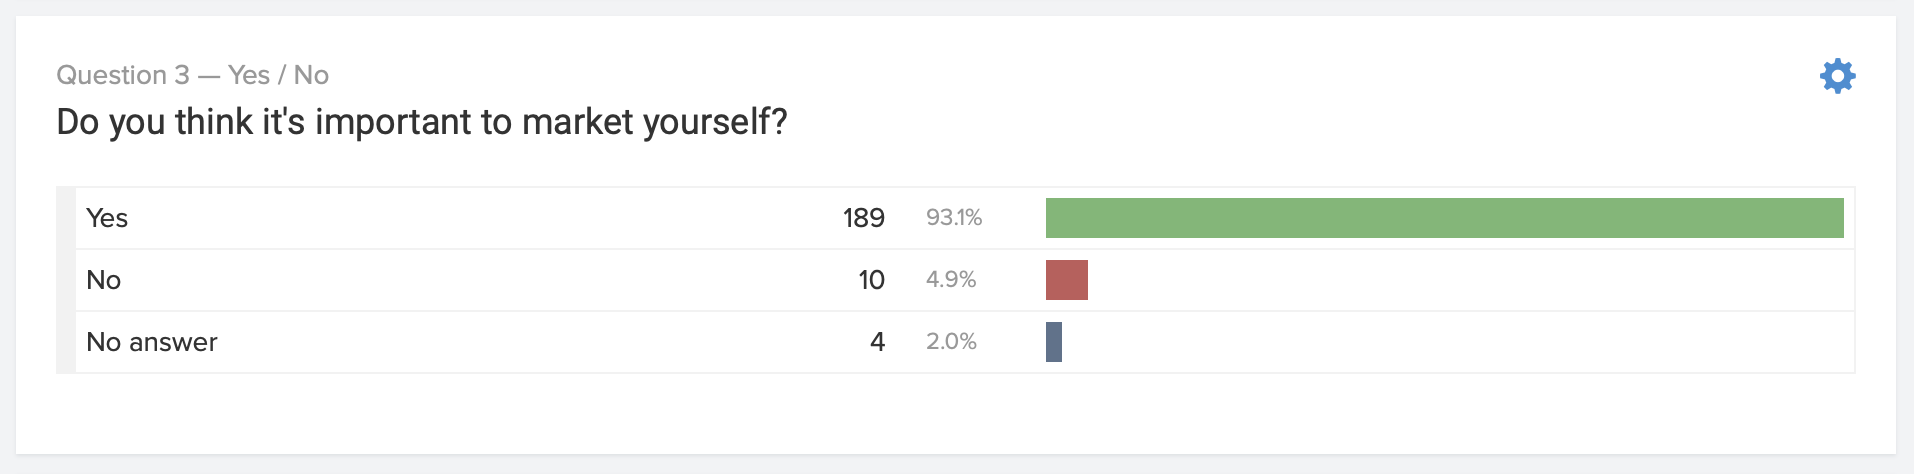 Question 3 — Yes / No
Do you think it's important to market yourself?
Yes 189 93.1%
No 10 4.9%
No answer 4 2.0%